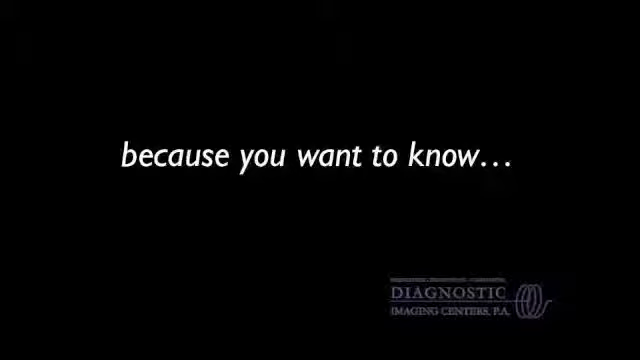 because you want to know…
DIAGNOSTIC
IMAGING CENTERS, P.A.